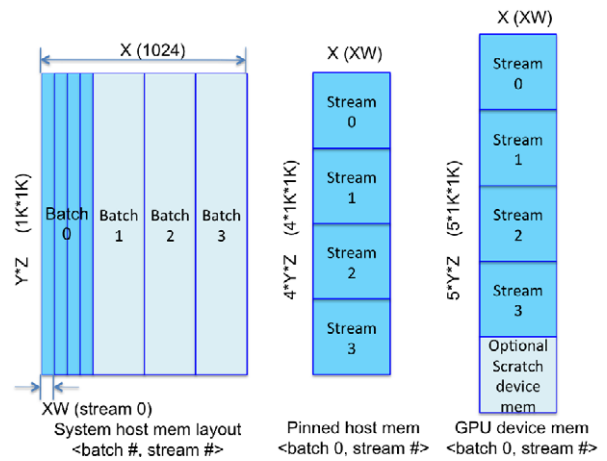 X (1024)
Y*Z (1K*1K)
Batch
0
Batch
1
Batch
2
Batch
3
XW (stream 0)
System host mem layout
<batch #, stream #>
X (XW)
4*Y*Z (4*1K*1K)
Stream
0
Stream
1
Stream
2
Stream
3
Pinned host mem
<batch 0, stream #>
X (XW)
5*Y*Z (5*1K*1K)
Stream
0
Stream
1
Stream
2
Stream
3
Optional
Scratch
device
mem
GPU device mem
<batch 0, stream #>